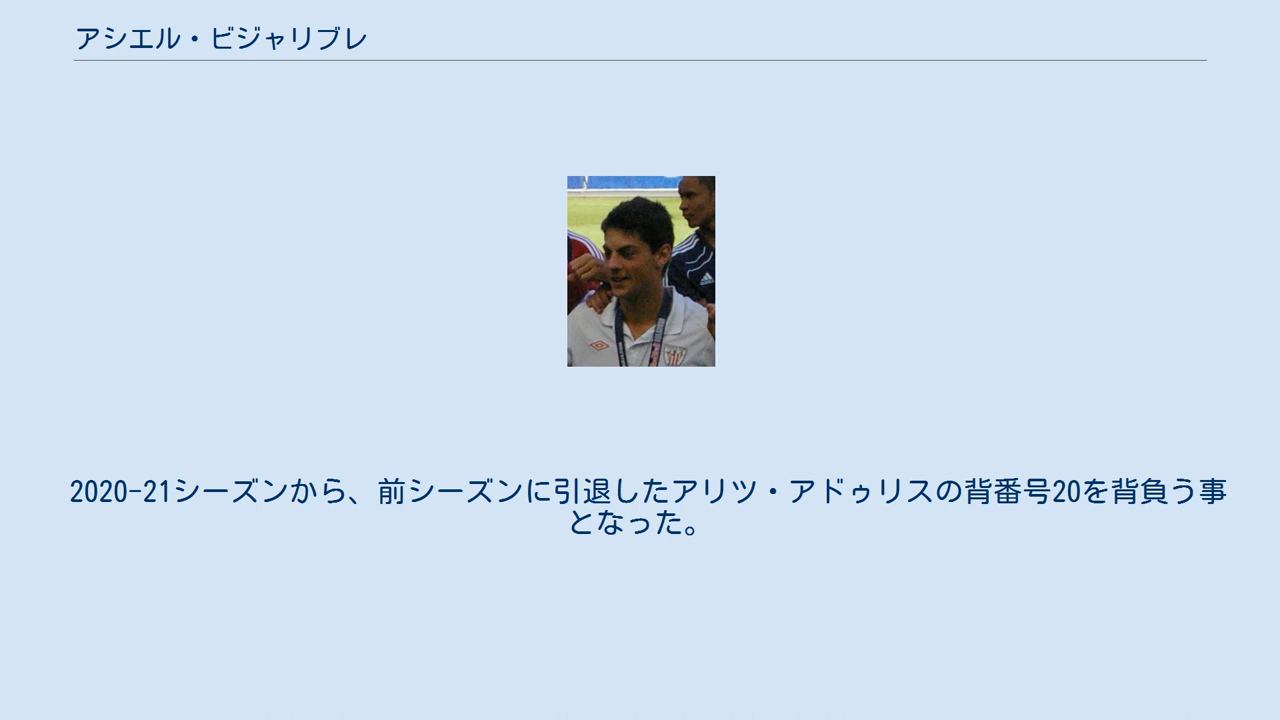 アシエル・ビジャリブレ
2020-21シーズンから、前シーズンに引退したアリツ・アドゥリスの背番号20を背負う事
となった。